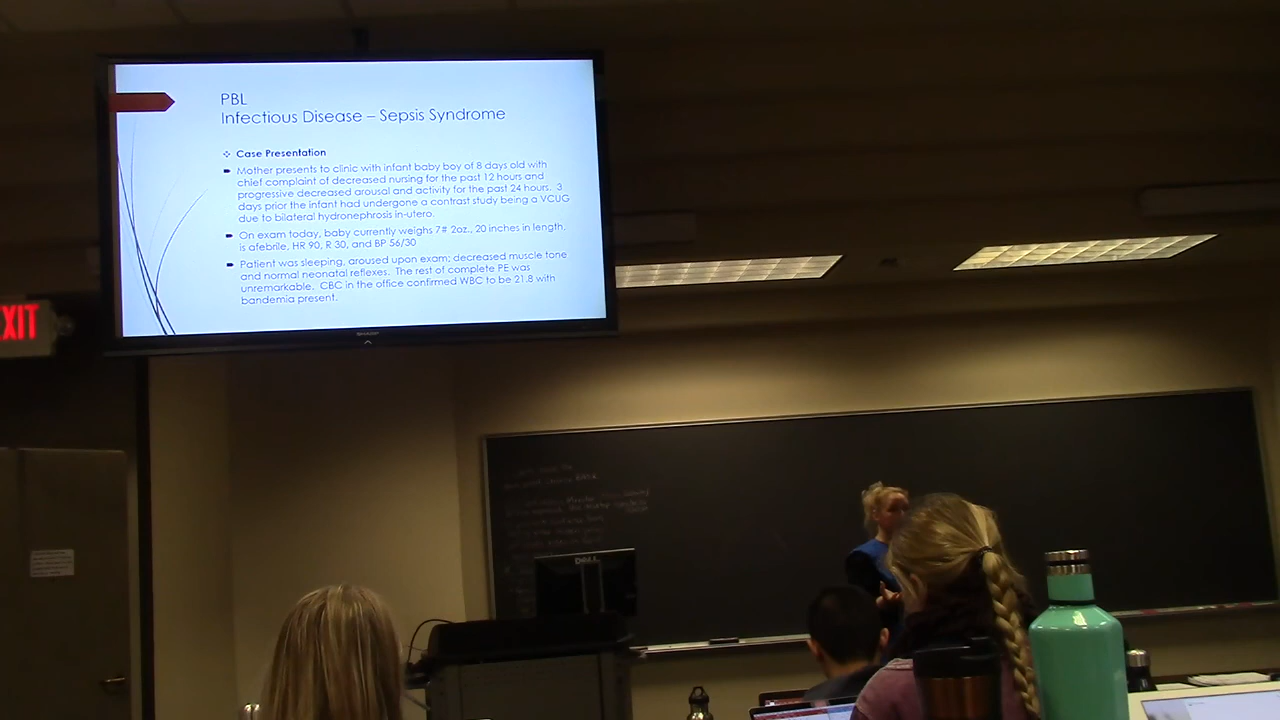 PBL
Infectious Disease – Sepsis Syndrome
Case Presentation
Mother presents to clinic with infant baby boy of 8 days old with
chief complaint of decreased nursing for the past 12 hours and
progressive decreased arousal and activity for the past 24 hours. 3
days prior the infant had undergone a contrast study being a VCUG
due to bilateral hydronephrosis in-utero.
On exam today, baby currently weighs 7# 2oz., 20 inches in length,
is afebrile, HR 90, R 30, and BP 56/30
Patient was sleeping, aroused upon exam; decreased muscle tone
and normal neonatal reflexes. The rest of complete PE was
unremarkable. CBC in the office confirmed WBC to be 21.8 with
bandemia present.
SHARP
EXIT
DELL